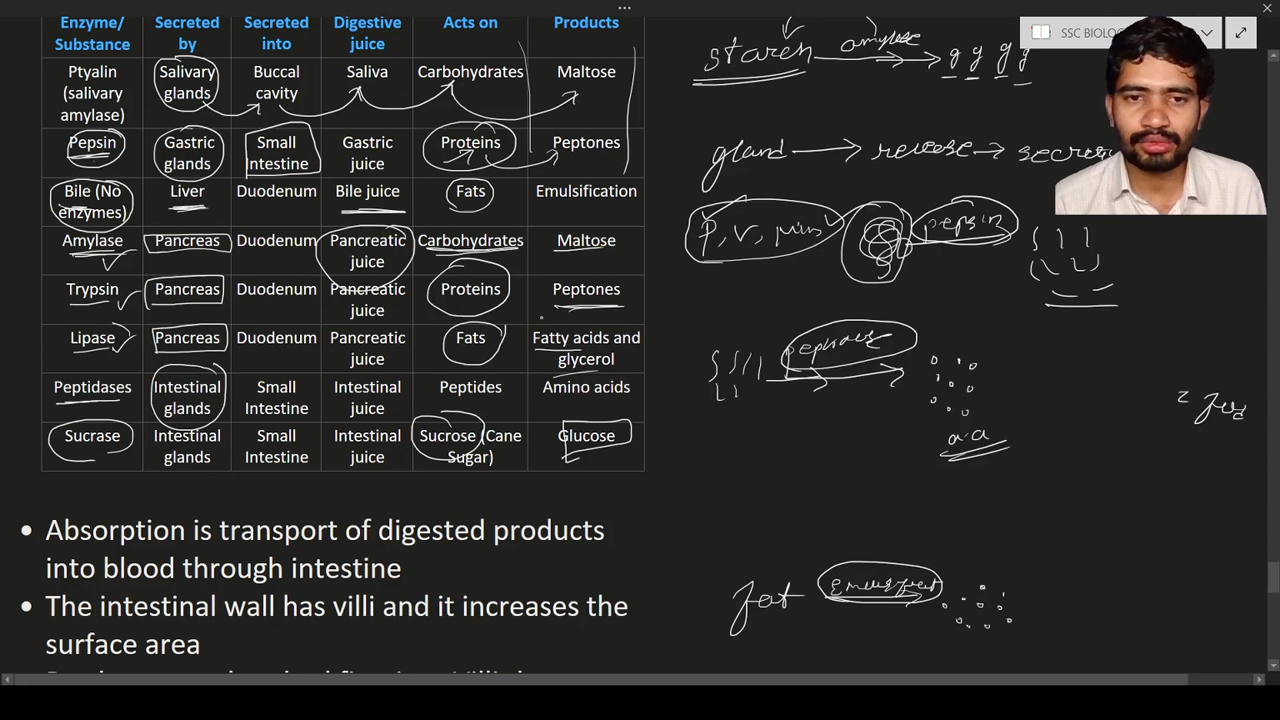 Enzyme/ Secreted Secreted Digestive Acts on Products
Substance by into juice
Ptyalin Salivary Buccal Saliva Carbohydrates Maltose
(salivary glands cavity
amylase)
Pepsin Gastric Small Gastric Proteins Peptones
glands Intestine juice
Bile (No Liver Duodenum Bile juice Fats Emulsification
enzymes)
Amylase Pancreas Duodenum Pancreatic Carbohydrates Maltose
juice
Trypsin Pancreas Duodenum Pancreatic Proteins Peptones
juice
Lipase Pancreas Duodenum Pancreatic Fats Fatty acids and
juice glycerol
Peptidases Intestinal Small Intestinal Peptides Amino acids
glands Intestine juice
Sucrase Intestinal Small Intestinal Sucrose (Cane Glucose
glands Intestine juice Sugar)
• Absorption is transport of digested products
into blood through intestine
• The intestinal wall has villi and it increases the
surface area
SSC BIOLO
starch amylase g g g g
gland
pepsin
a.a
fat